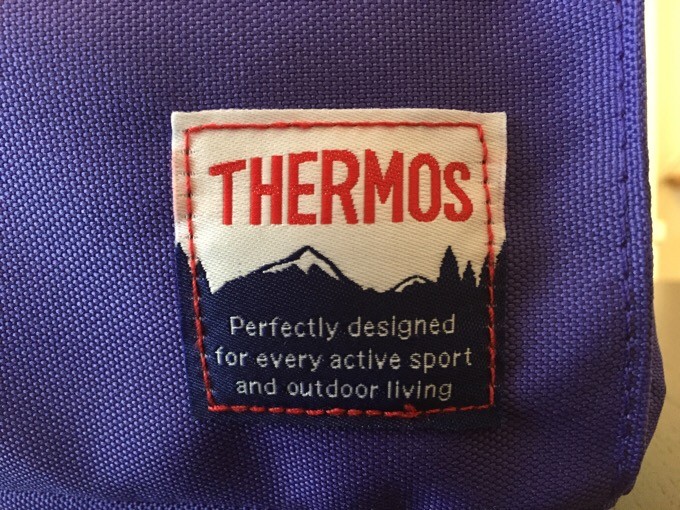 THERMOS
Perfectly designed
for every active sport
and outdoor living